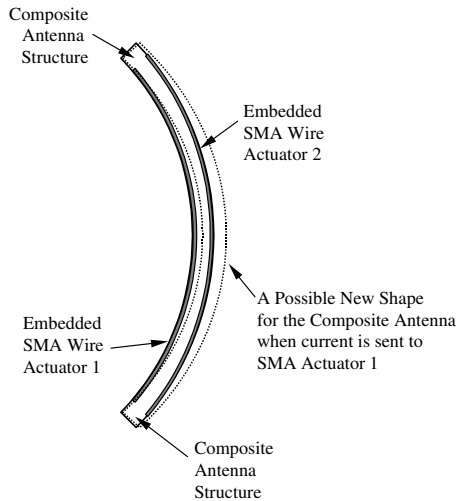 Composite
Antenna
Structure
Embedded
SMA Wire
Actuator 2
A Possible New Shape
for the Composite Antenna
when current is sent to
SMA Actuator 1
Embedded
SMA Wire
Actuator 1
Composite
Antenna
Structure